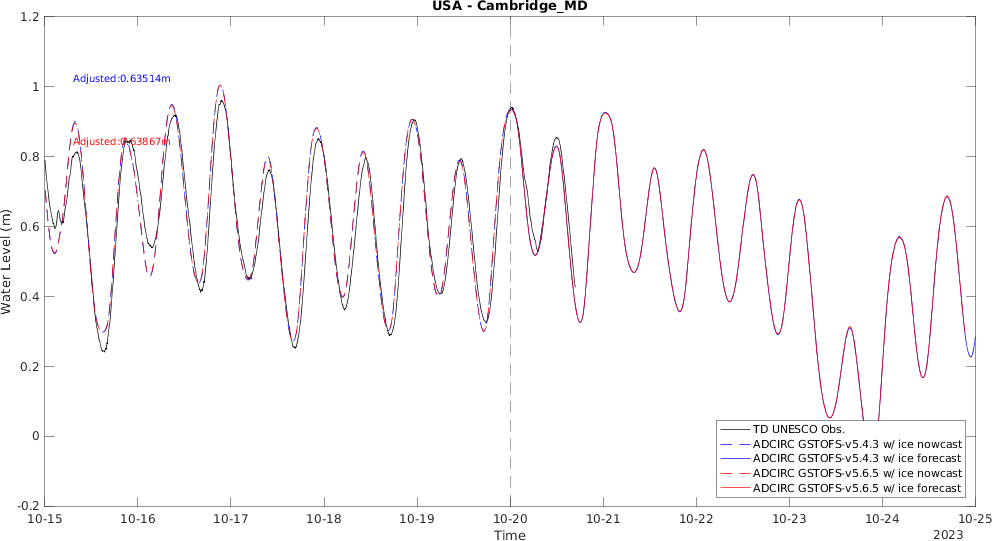 USA - Cambridge_MD
1.2
1
0.8
0.6
0.4
0.2
0
-0.2
Water Level (m)
Adjusted:0.63514m
Adjusted:0.63867m
TD UNESCO Obs.
ADCIRC GSTOFS-v5.4.3 w/ ice nowcast
ADCIRC GSTOFS-v5.4.3 w/ ice forecast
ADCIRC GSTOFS-v5.6.5 w/ ice nowcast
ADCIRC GSTOFS-v5.6.5 w/ ice forecast
10-15 10-16 10-17 10-18 10-19 10-20 10-21 10-22 10-23 10-24 10-25
Time
2023